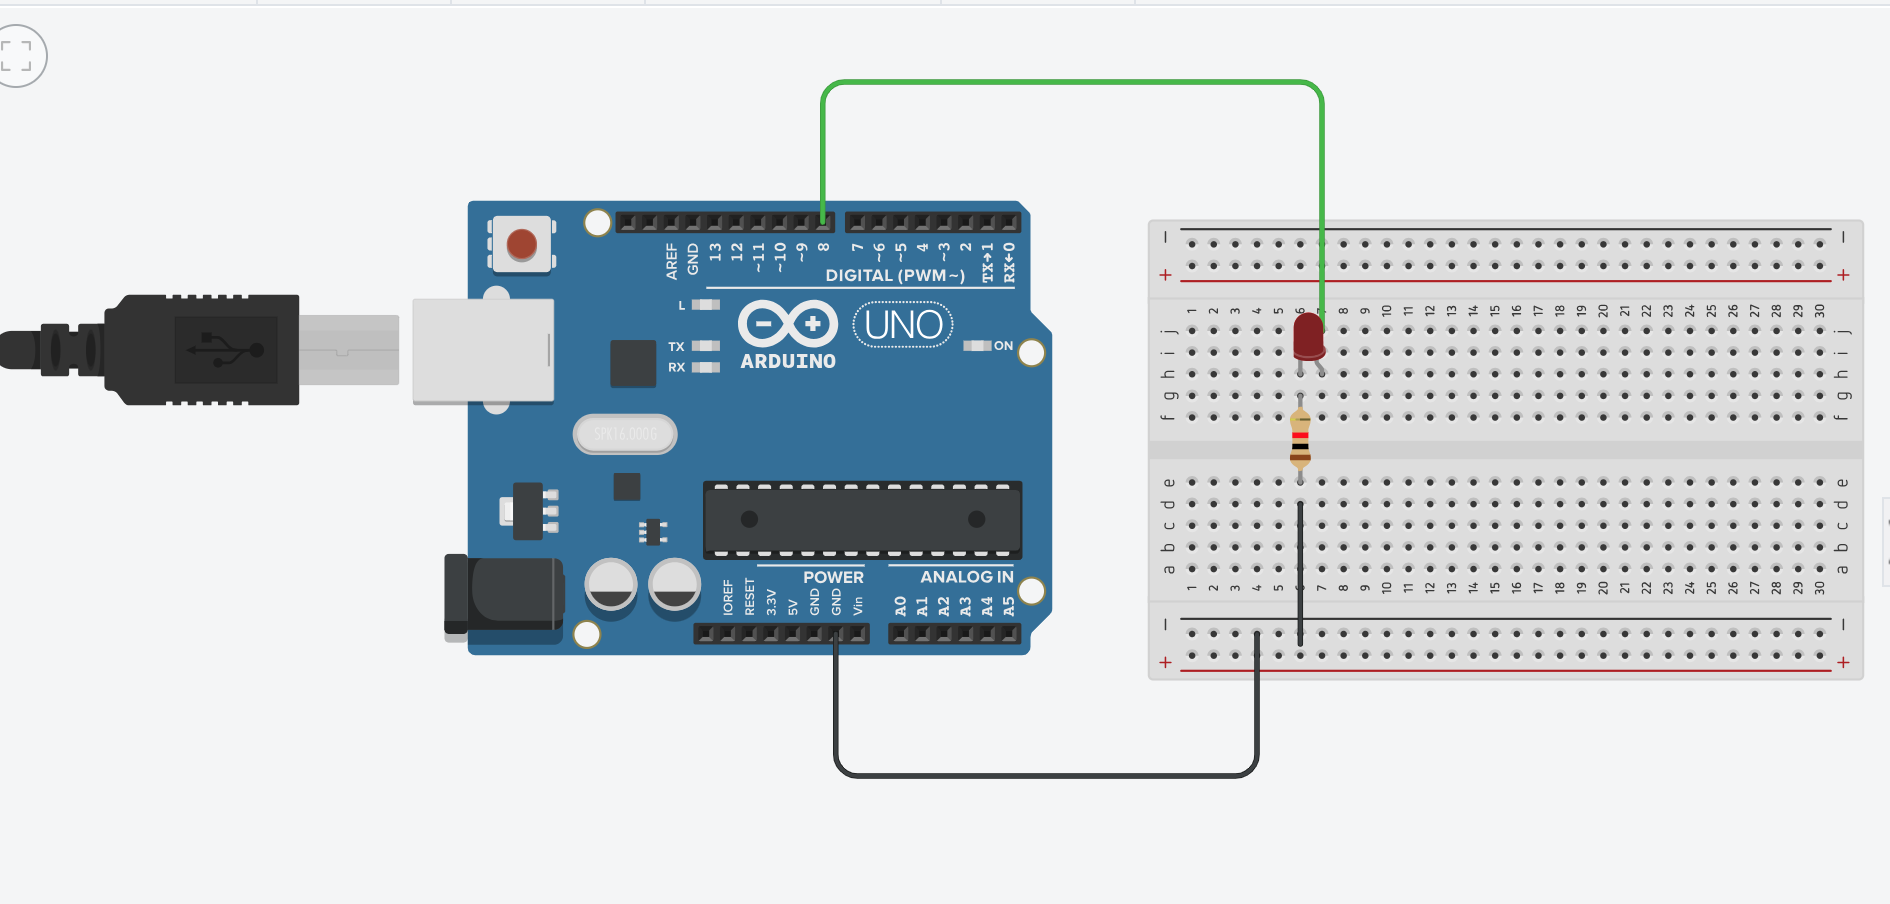 AREF GND 13 12 ~11 ~10 ~9 8 7 ~6 ~5 4 ~3 2 TX→1 RX←0
DIGITAL (PWM~)
L
TX
RX
UNO
ARDUINO
ON
SPK16.000G
POWER
ANALOG IN
IOREF RESET 3.3V 5V GND GND Vin
A0 A1 A2 A3 A4 A5
− −
+ +
1 2 3 4 5 6 7 8 9 10 11 12 13 14 15 16 17 18 19 20 21 22 23 24 25 26 27 28 29 30
j j
i i
h h
g g
f f
e e
d d
c c
b b
a a
1 2 3 4 5 6 7 8 9 10 11 12 13 14 15 16 17 18 19 20 21 22 23 24 25 26 27 28 29 30
− −
+ +